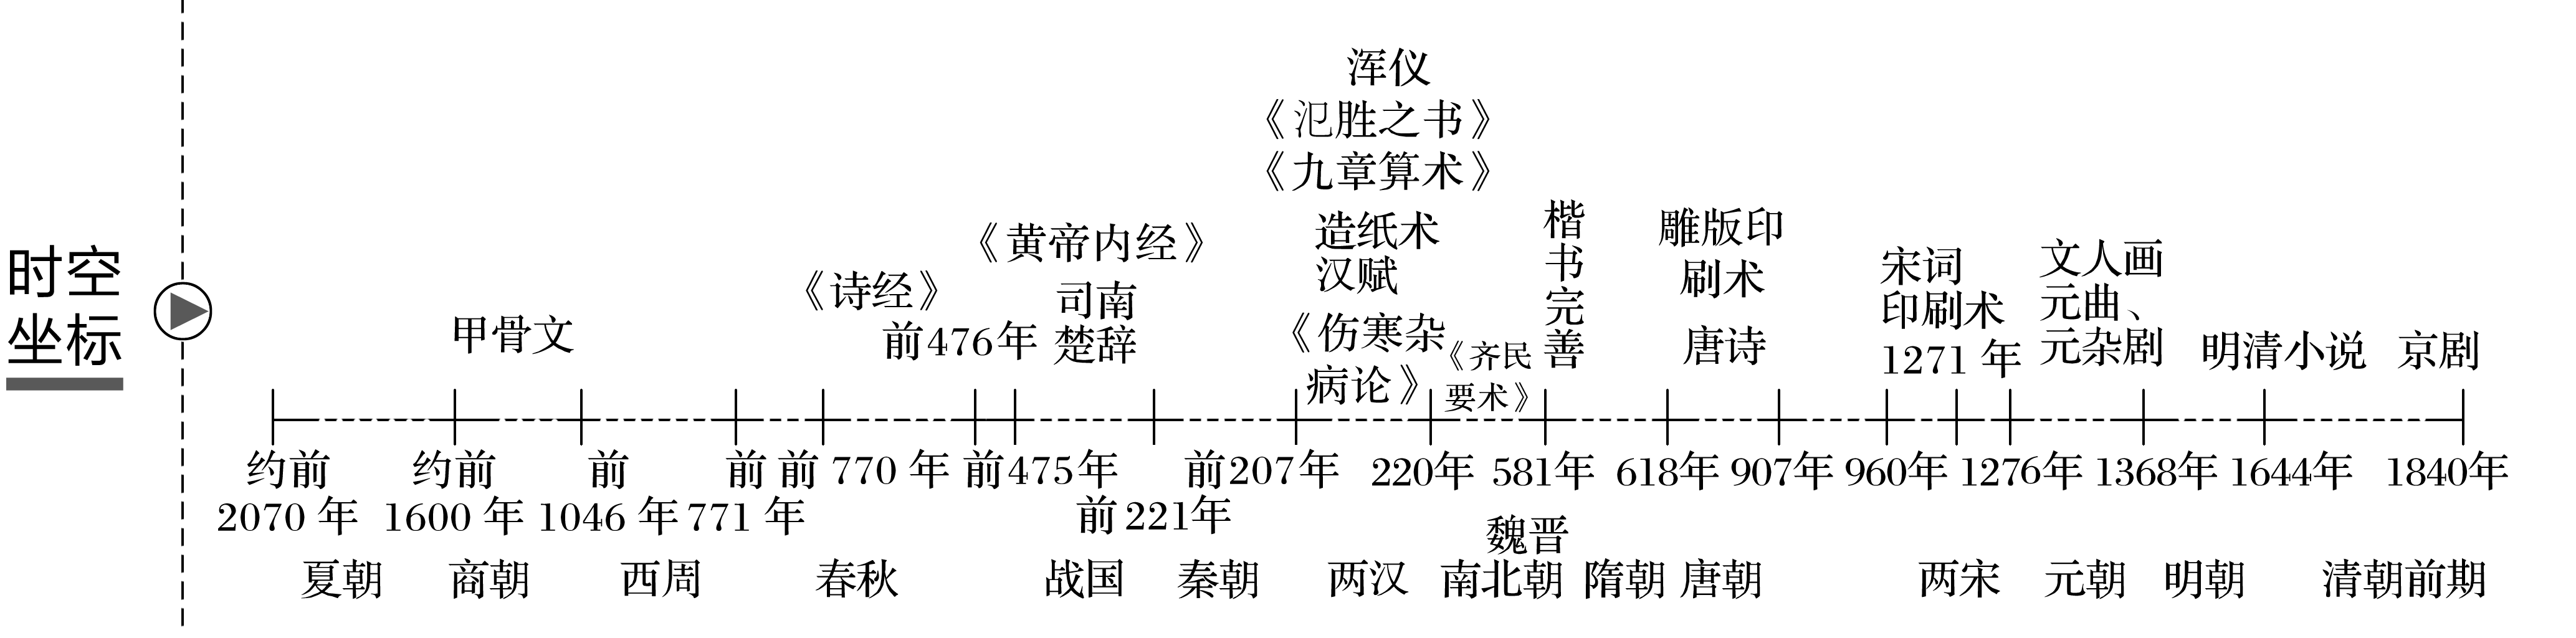 时空
坐标
甲骨文
《诗经》
前476年
《黄帝内经》
司南
楚辞
浑仪
《氾胜之书》
《九章算术》
造纸术
汉赋
《伤寒杂
病论》
《齐民
要术》
楷
书
完
善
雕版印
刷术
唐诗
宋词
印刷术
1271 年
文人画
元曲、
元杂剧
明清小说
京剧
约前
2070 年
约前
1600 年
前
1046 年
前
771 年
前 770 年
前475年
前221年
前207年
220年
581年
618年
907年
960年
1276年
1368年
1644年
1840年
夏朝
商朝
西周
春秋
战国
秦朝
两汉
魏晋
南北朝
隋朝
唐朝
两宋
元朝
明朝
清朝前期